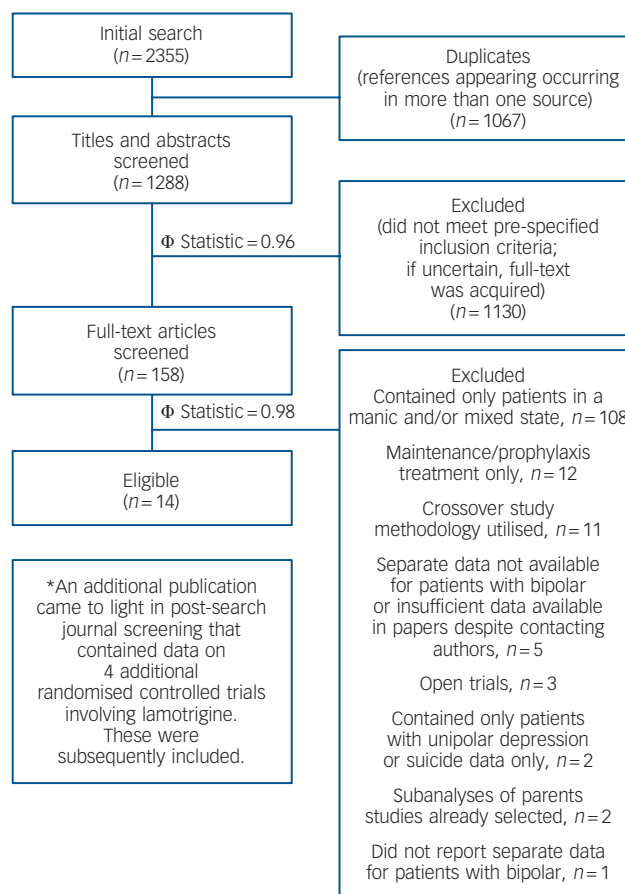 Initial search
(n=2355)
Duplicates
(references appearing occurring
in more than one source)
(n=1067)
Titles and abstracts
screened
(n=1288)
Φ Statistic=0.96
Excluded
(did not meet pre-specified
inclusion criteria;
if uncertain, full-text
was acquired)
(n=1130)
Full-text articles
screened
(n=158)
Φ Statistic=0.98
Excluded
Contained only patients in a
manic and/or mixed state, n=108
Maintenance/prophylaxis
treatment only, n=12
Crossover study
methodology utilised, n=11
Separate data not available
for patients with bipolar
or insufficient data available
in papers despite contacting
authors, n=5
Open trials, n=3
Contained only patients
with unipolar depression
or suicide data only, n=2
Subanalyses of parents
studies already selected, n=2
Did not report separate data
for patients with bipolar, n=1
Eligible
(n=14)
*An additional publication
came to light in post-search
journal screening that
contained data on
4 additional
randomised controlled trials
involving lamotrigine.
These were
subsequently included.